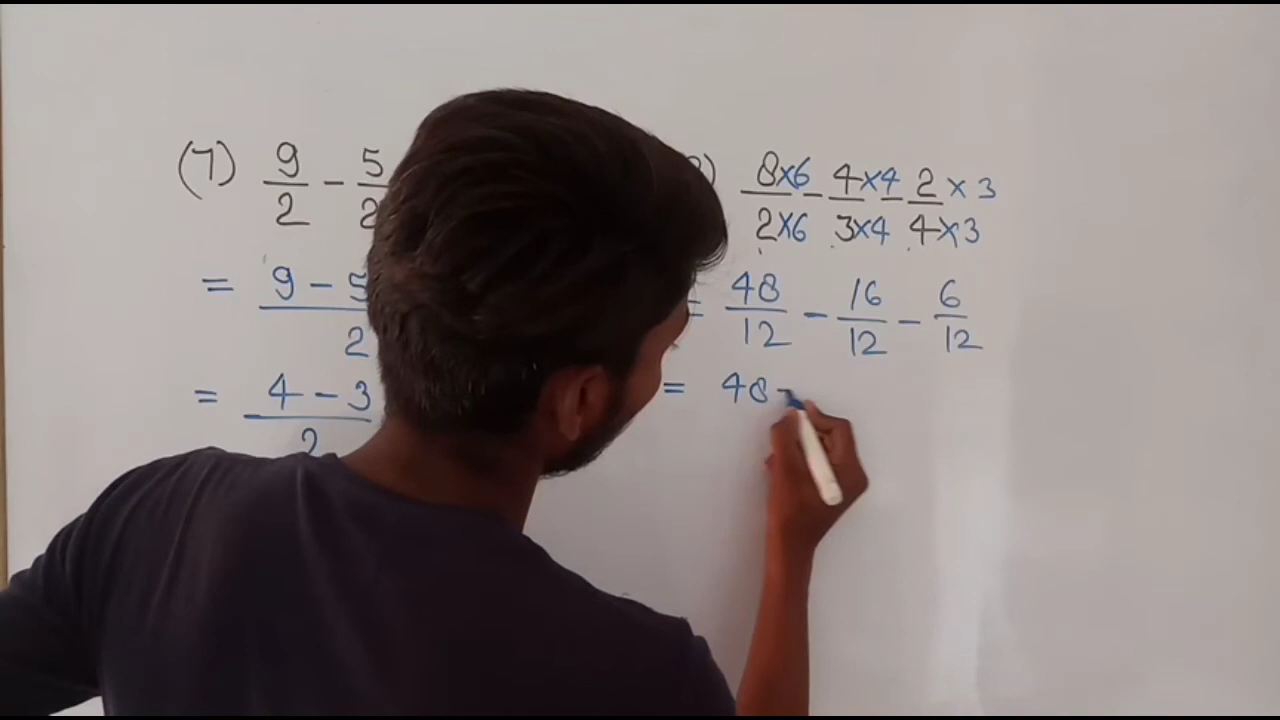 (7) 9/2 - 5/2
= 9 - 5 / 2
= 4 - 3 / 2
8×6/2×6 - 4×4/3×4 - 2×3/4×3
= 48/12 - 16/12 - 6/12
= 48 -